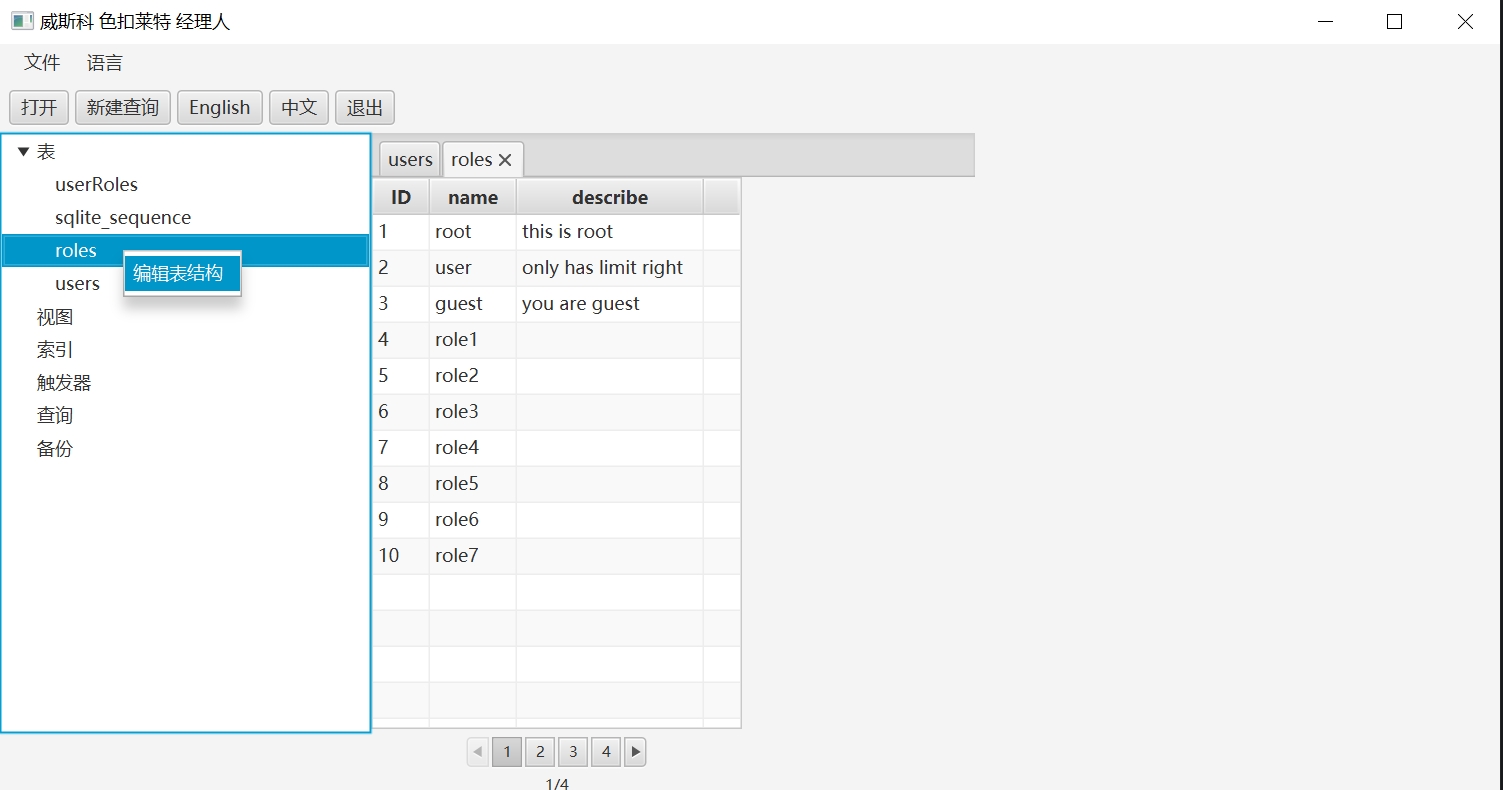 威斯科 色扣莱特 经理人
文件 语言
打开 新建查询 English 中文 退出
表
userRoles
sqlite_sequence
roles
编辑表结构
users
视图
索引
触发器
查询
备份
users roles
ID name describe
1 root this is root
2 user only has limit right
3 guest you are guest
4 role1
5 role2
6 role3
7 role4
8 role5
9 role6
10 role7
1 2 3 4
1/4